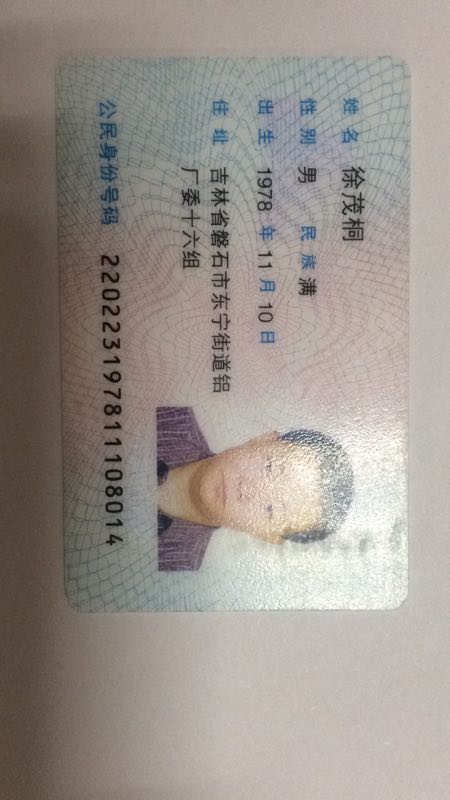 姓名 徐茂桐
性别 男 民族 满
出生 1978 年 11 月 10 日
住址 吉林省磐石市东宁街道铝
厂委十六组
公民身份号码 220223197811108014